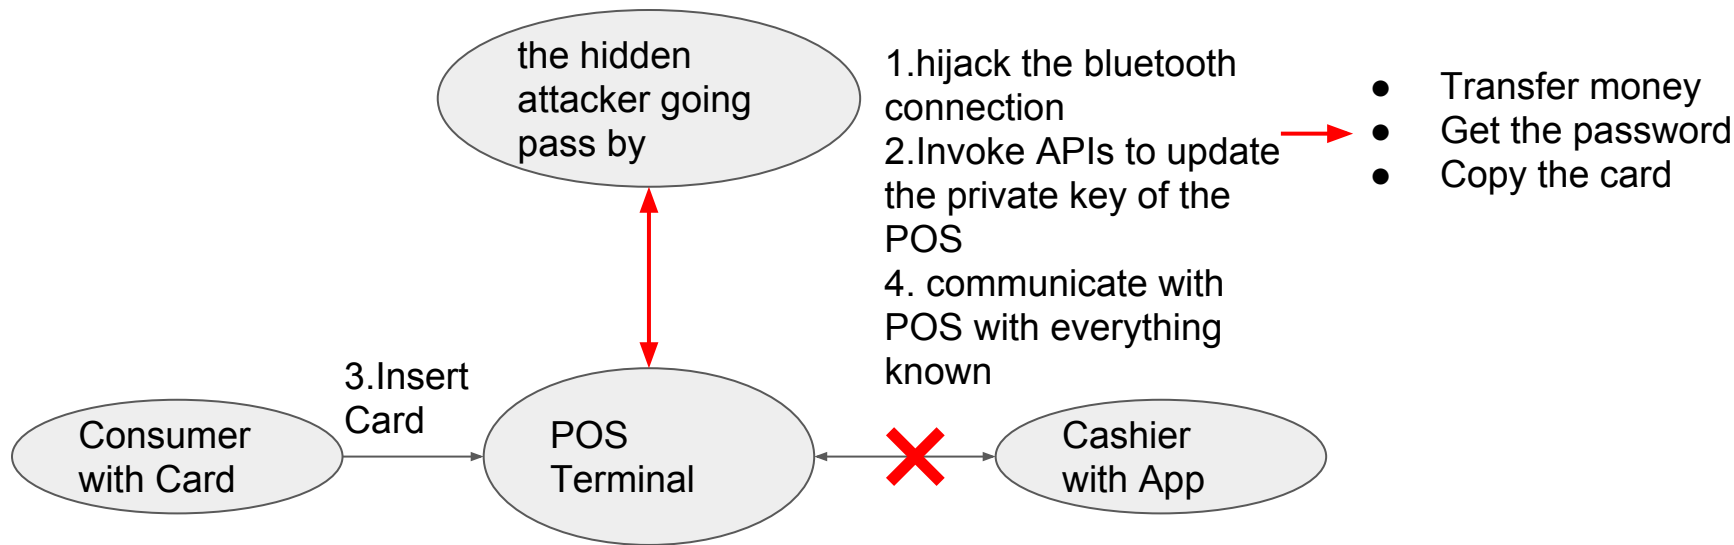 the hidden
attacker going
pass by
1.hijack the bluetooth
connection
2.Invoke APIs to update
the private key of the
POS
4. communicate with
POS with everything
known
● Transfer money
● Get the password
● Copy the card
3.Insert
Card
Consumer
with Card
POS
Terminal
Cashier
with App